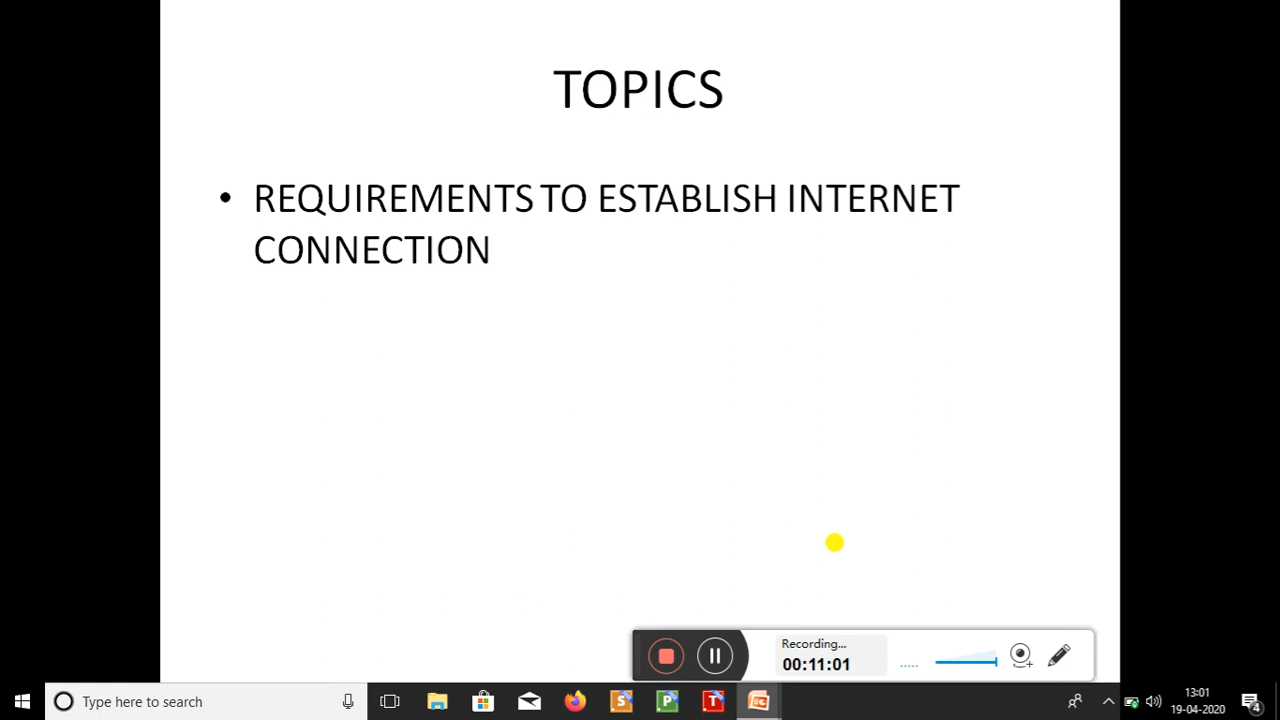 TOPICS
• REQUIREMENTS TO ESTABLISH INTERNET
CONNECTION
Recording...
00:11:01
Type here to search
S
P
T
13:01
19-04-2020
4